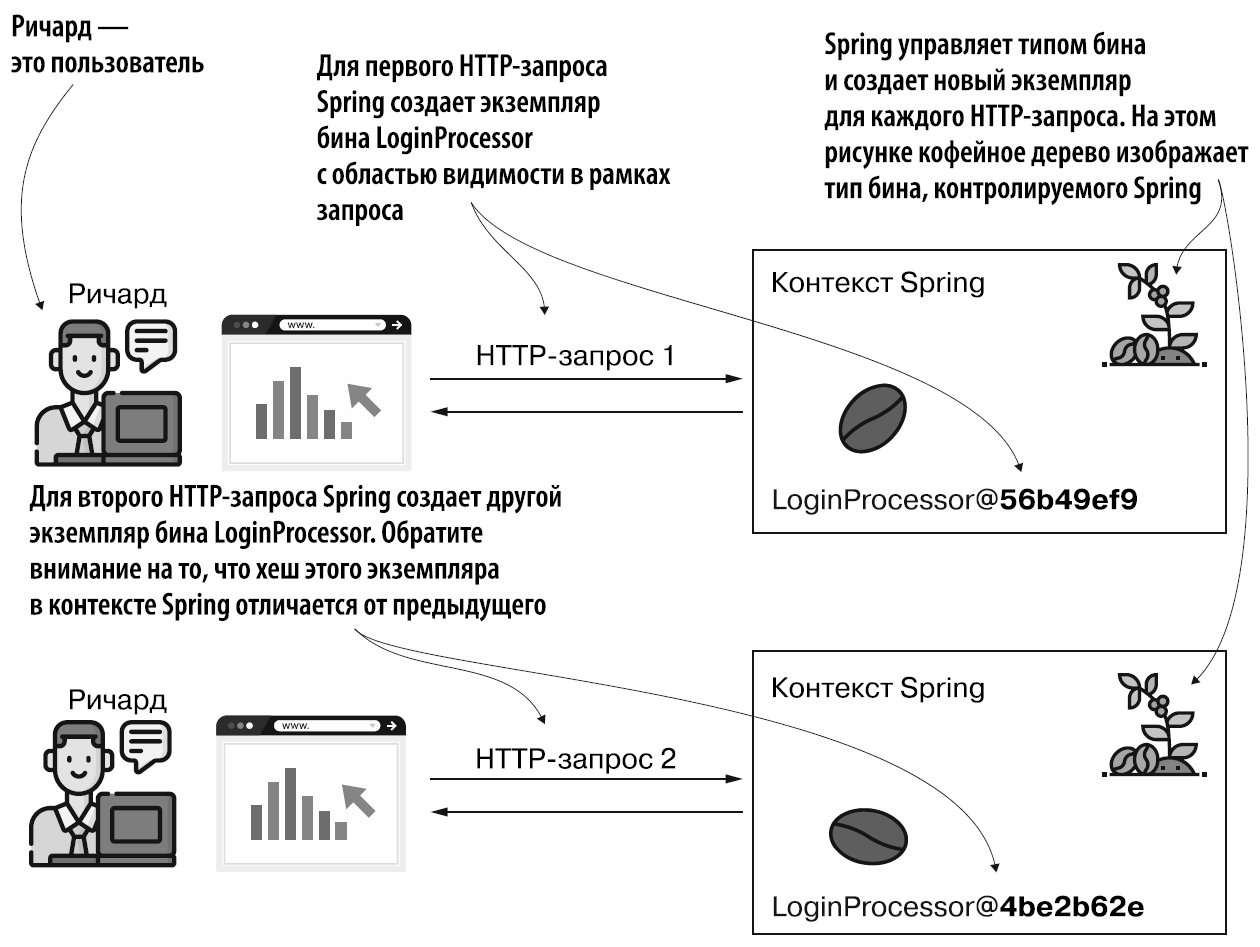 Ричард —
это пользователь
Для первого HTTP-запроса
Spring создает экземпляр
бина LoginProcessor
с областью видимости в рамках
запроса
Spring управляет типом бина
и создает новый экземпляр
для каждого HTTP-запроса. На этом
рисунке кофейное дерево изображает
тип бина, контролируемого Spring
Ричард
www.
HTTP-запрос 1
Контекст Spring
LoginProcessor@56b49ef9
Для второго HTTP-запроса Spring создает другой
экземпляр бина LoginProcessor. Обратите
внимание на то, что хеш этого экземпляра
в контексте Spring отличается от предыдущего
Ричард
www.
HTTP-запрос 2
Контекст Spring
LoginProcessor@4be2b62e